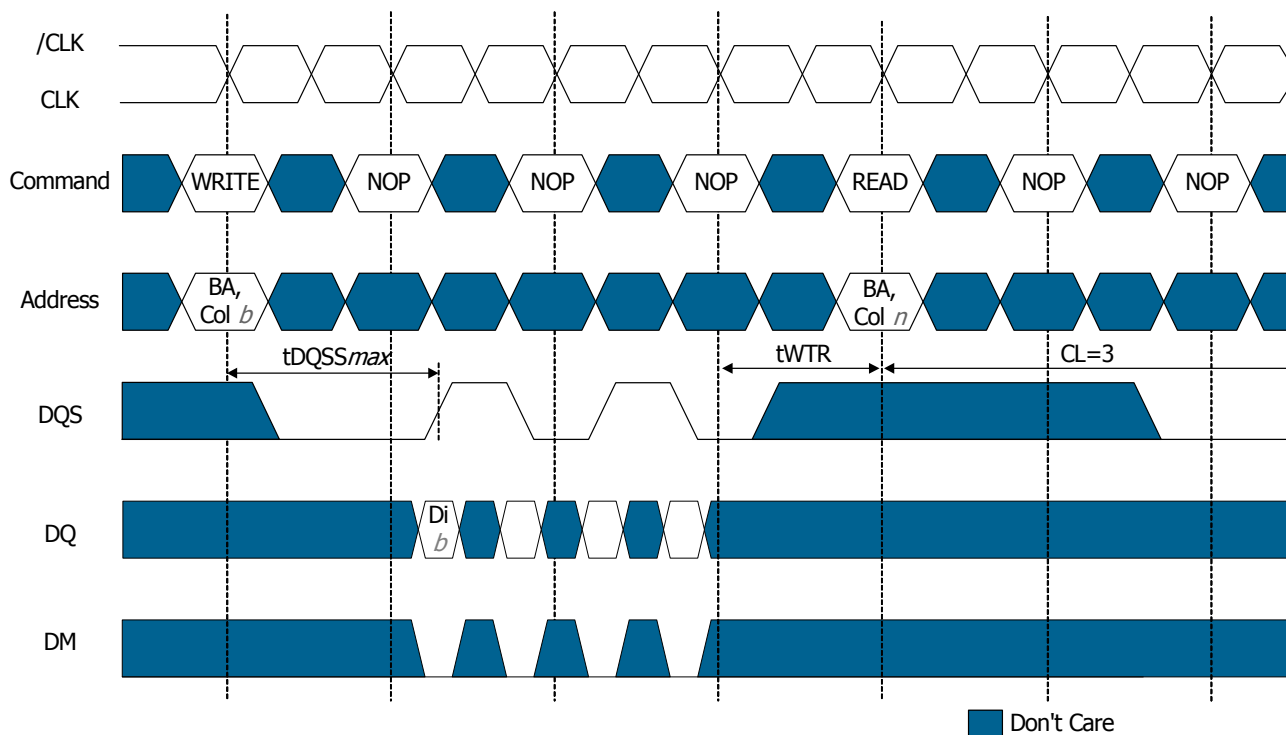 /CLK
CLK
Command
WRITE NOP NOP NOP READ NOP NOP
Address
BA,
Col b
BA,
Col n
tDQSSmax
tWTR
CL=3
DQS
DQ
Di
b
DM
Don't Care